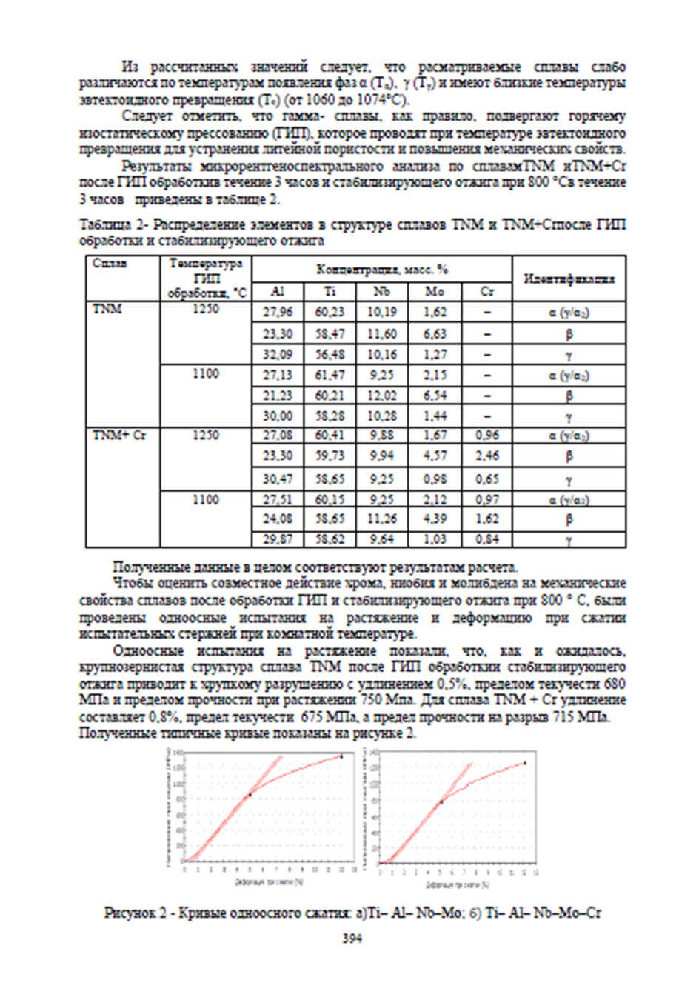 Из рассчитанных значений следует, что расматриваемые сплавы слабо
различаются по температурам появления фаз α (Tα), γ (Tγ) и имеют близкие температуры
эвтектоидного превращения (Te) (от 1060 до 1074°С).
Следует отметить, что гамма- сплавы, как правило, подвергают горячему
изостатическому прессованию (ГИП), которое проводят при температуре эвтектоидного
превращения для устранения литейной пористости и повышения механических свойств.
Результаты микрорентгеноспектрального анализа по сплавамTNM иTNM+Cr
после ГИП обработкив течение 3 часов и стабилизирующего отжига при 800 °Св течение
3 часов приведены в таблице 2.
Таблица 2- Распределение элементов в структуре сплавов TNM и TNM+Crпосле ГИП
обработки и стабилизирующего отжига
Сплав Температура ГИП обработки, °С Концентрация, масс. % Идентификация
Al Ti Nb Mo Cr
TNM 1250 27,96 60,23 10,19 1,62 – α (γ/α2)
23,30 58,47 11,60 6,63 – β
32,09 56,48 10,16 1,27 – γ
1100 27,13 61,47 9,25 2,15 – α (γ/α2)
21,23 60,21 12,02 6,54 – β
30,00 58,28 10,28 1,44 – γ
TNM+ Cr 1250 27,08 60,41 9,88 1,67 0,96 α (γ/α2)
23,30 59,73 9,94 4,57 2,46 β
30,47 58,65 9,25 0,98 0,65 γ
1100 27,51 60,15 9,25 2,12 0,97 α (γ/α2)
24,08 58,65 11,26 4,39 1,62 β
29,87 58,62 9,64 1,03 0,84 γ
Полученные данные в целом соответствуют результатам расчета.
Чтобы оценить совместное действие хрома, ниобия и молибдена на механические
свойства сплавов после обработки ГИП и стабилизирующего отжига при 800 ° С, были
проведены одноосные испытания на растяжение и деформацию при сжатии
испытательных стержней при комнатной температуре.
Одноосные испытания на растяжение показали, что, как и ожидалось,
крупнозернистая структура сплава TNM после ГИП обработкии стабилизирующего
отжига приводит к хрупкому разрушению с удлинением 0,5%, пределом текучести 680
МПа и пределом прочности при растяжении 750 Мпа. Для сплава TNM + Cr удлинение
составляет 0,8%, предел текучести 675 МПа, а предел прочности на разрыв 715 МПа.
Полученные типичные кривые показаны на рисунке 2.
Деформация при сжатии (%)
Деформация при сжатии (%)
Рисунок 2 - Кривые одноосного сжатия: а)Ti– Al– Nb–Mo; б) Ti– Al– Nb–Mo–Cr
394